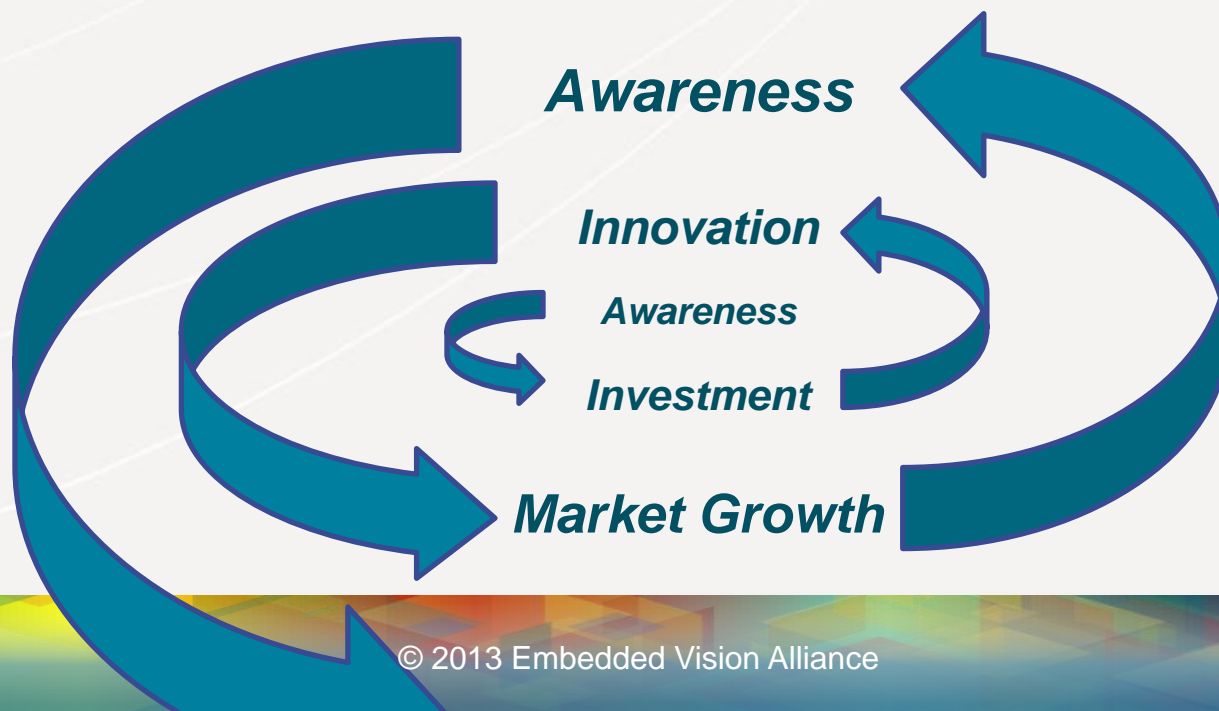 Awareness
Innovation
Awareness
Investment
Market Growth
© 2013 Embedded Vision Alliance